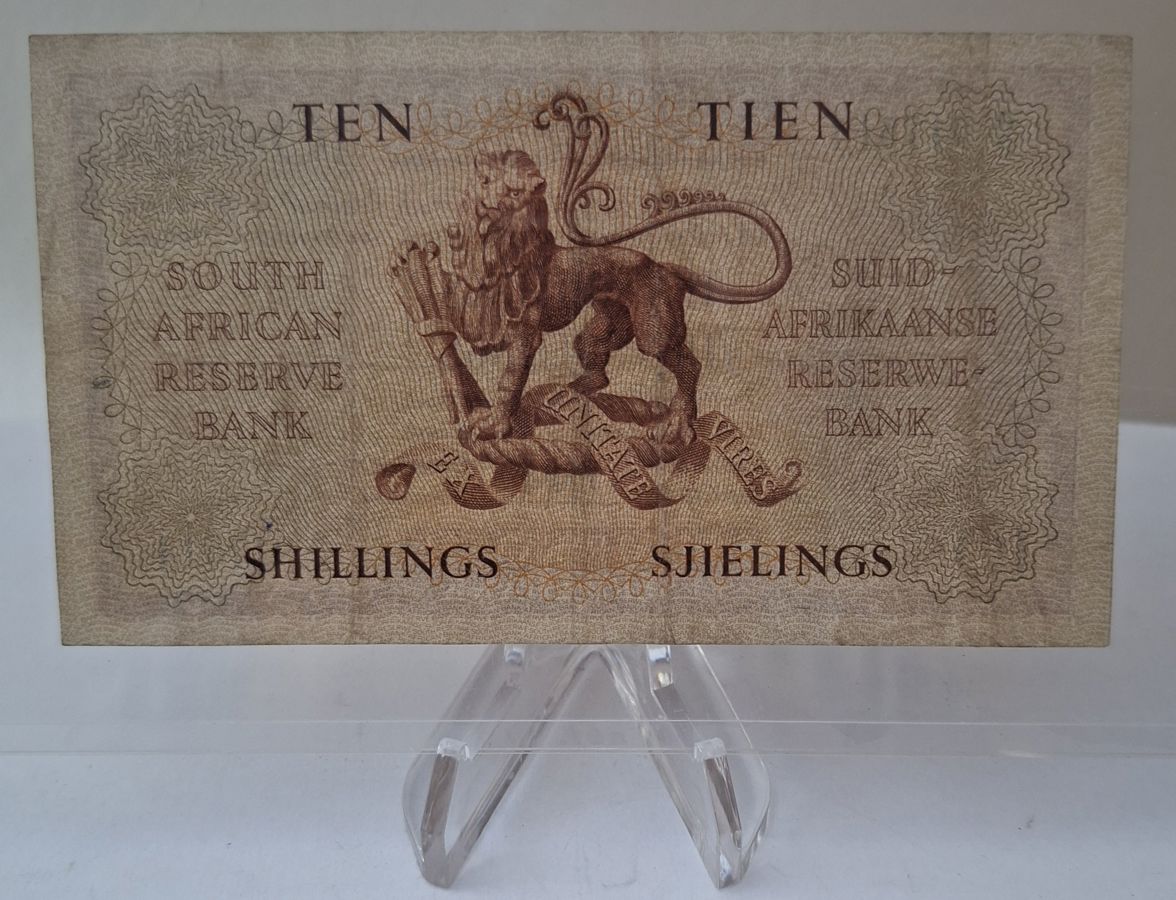 TEN TIEN
SOUTH
AFRICAN
RESERVE
BANK
SUID-
AFRIKAANSE
RESERWE-
BANK
EX UNITATE VIRES
SHILLINGS SJIELINGS